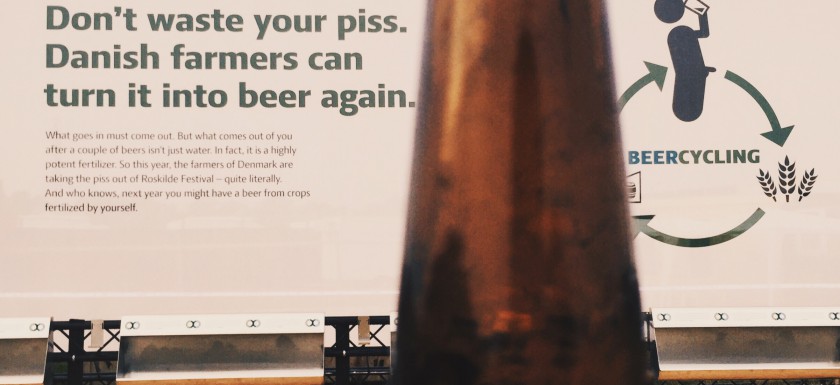 Don't waste your piss.
Danish farmers can
turn it into beer again.
What goes in must come out. But what comes out of you
after a couple of beers isn't just water. In fact, it is a highly
potent fertilizer. So this year, the farmers of Denmark are
taking the piss out of Roskilde Festival – quite literally.
And who knows, next year you might have a beer from crops
fertilized by yourself.
BEERCYCLING